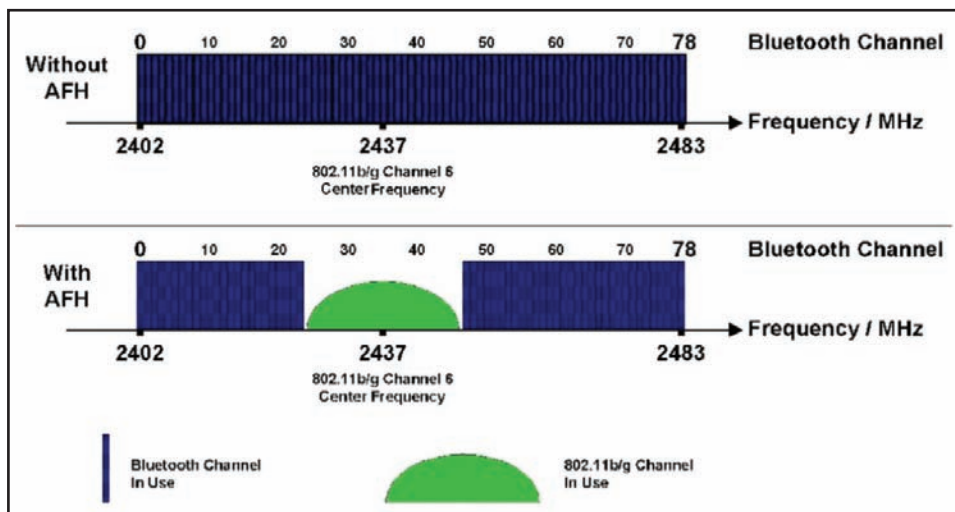 0 10 20 30 40 50 60 70 78 Bluetooth Channel
Without
AFH
Frequency / MHz
2402 2437 2483
802.11b/g Channel 6
Center Frequency
0 10 20 30 40 50 60 70 78 Bluetooth Channel
With
AFH
Frequency / MHz
2402 2437 2483
802.11b/g Channel 6
Center Frequency
Bluetooth Channel
In Use
802.11b/g Channel
In Use